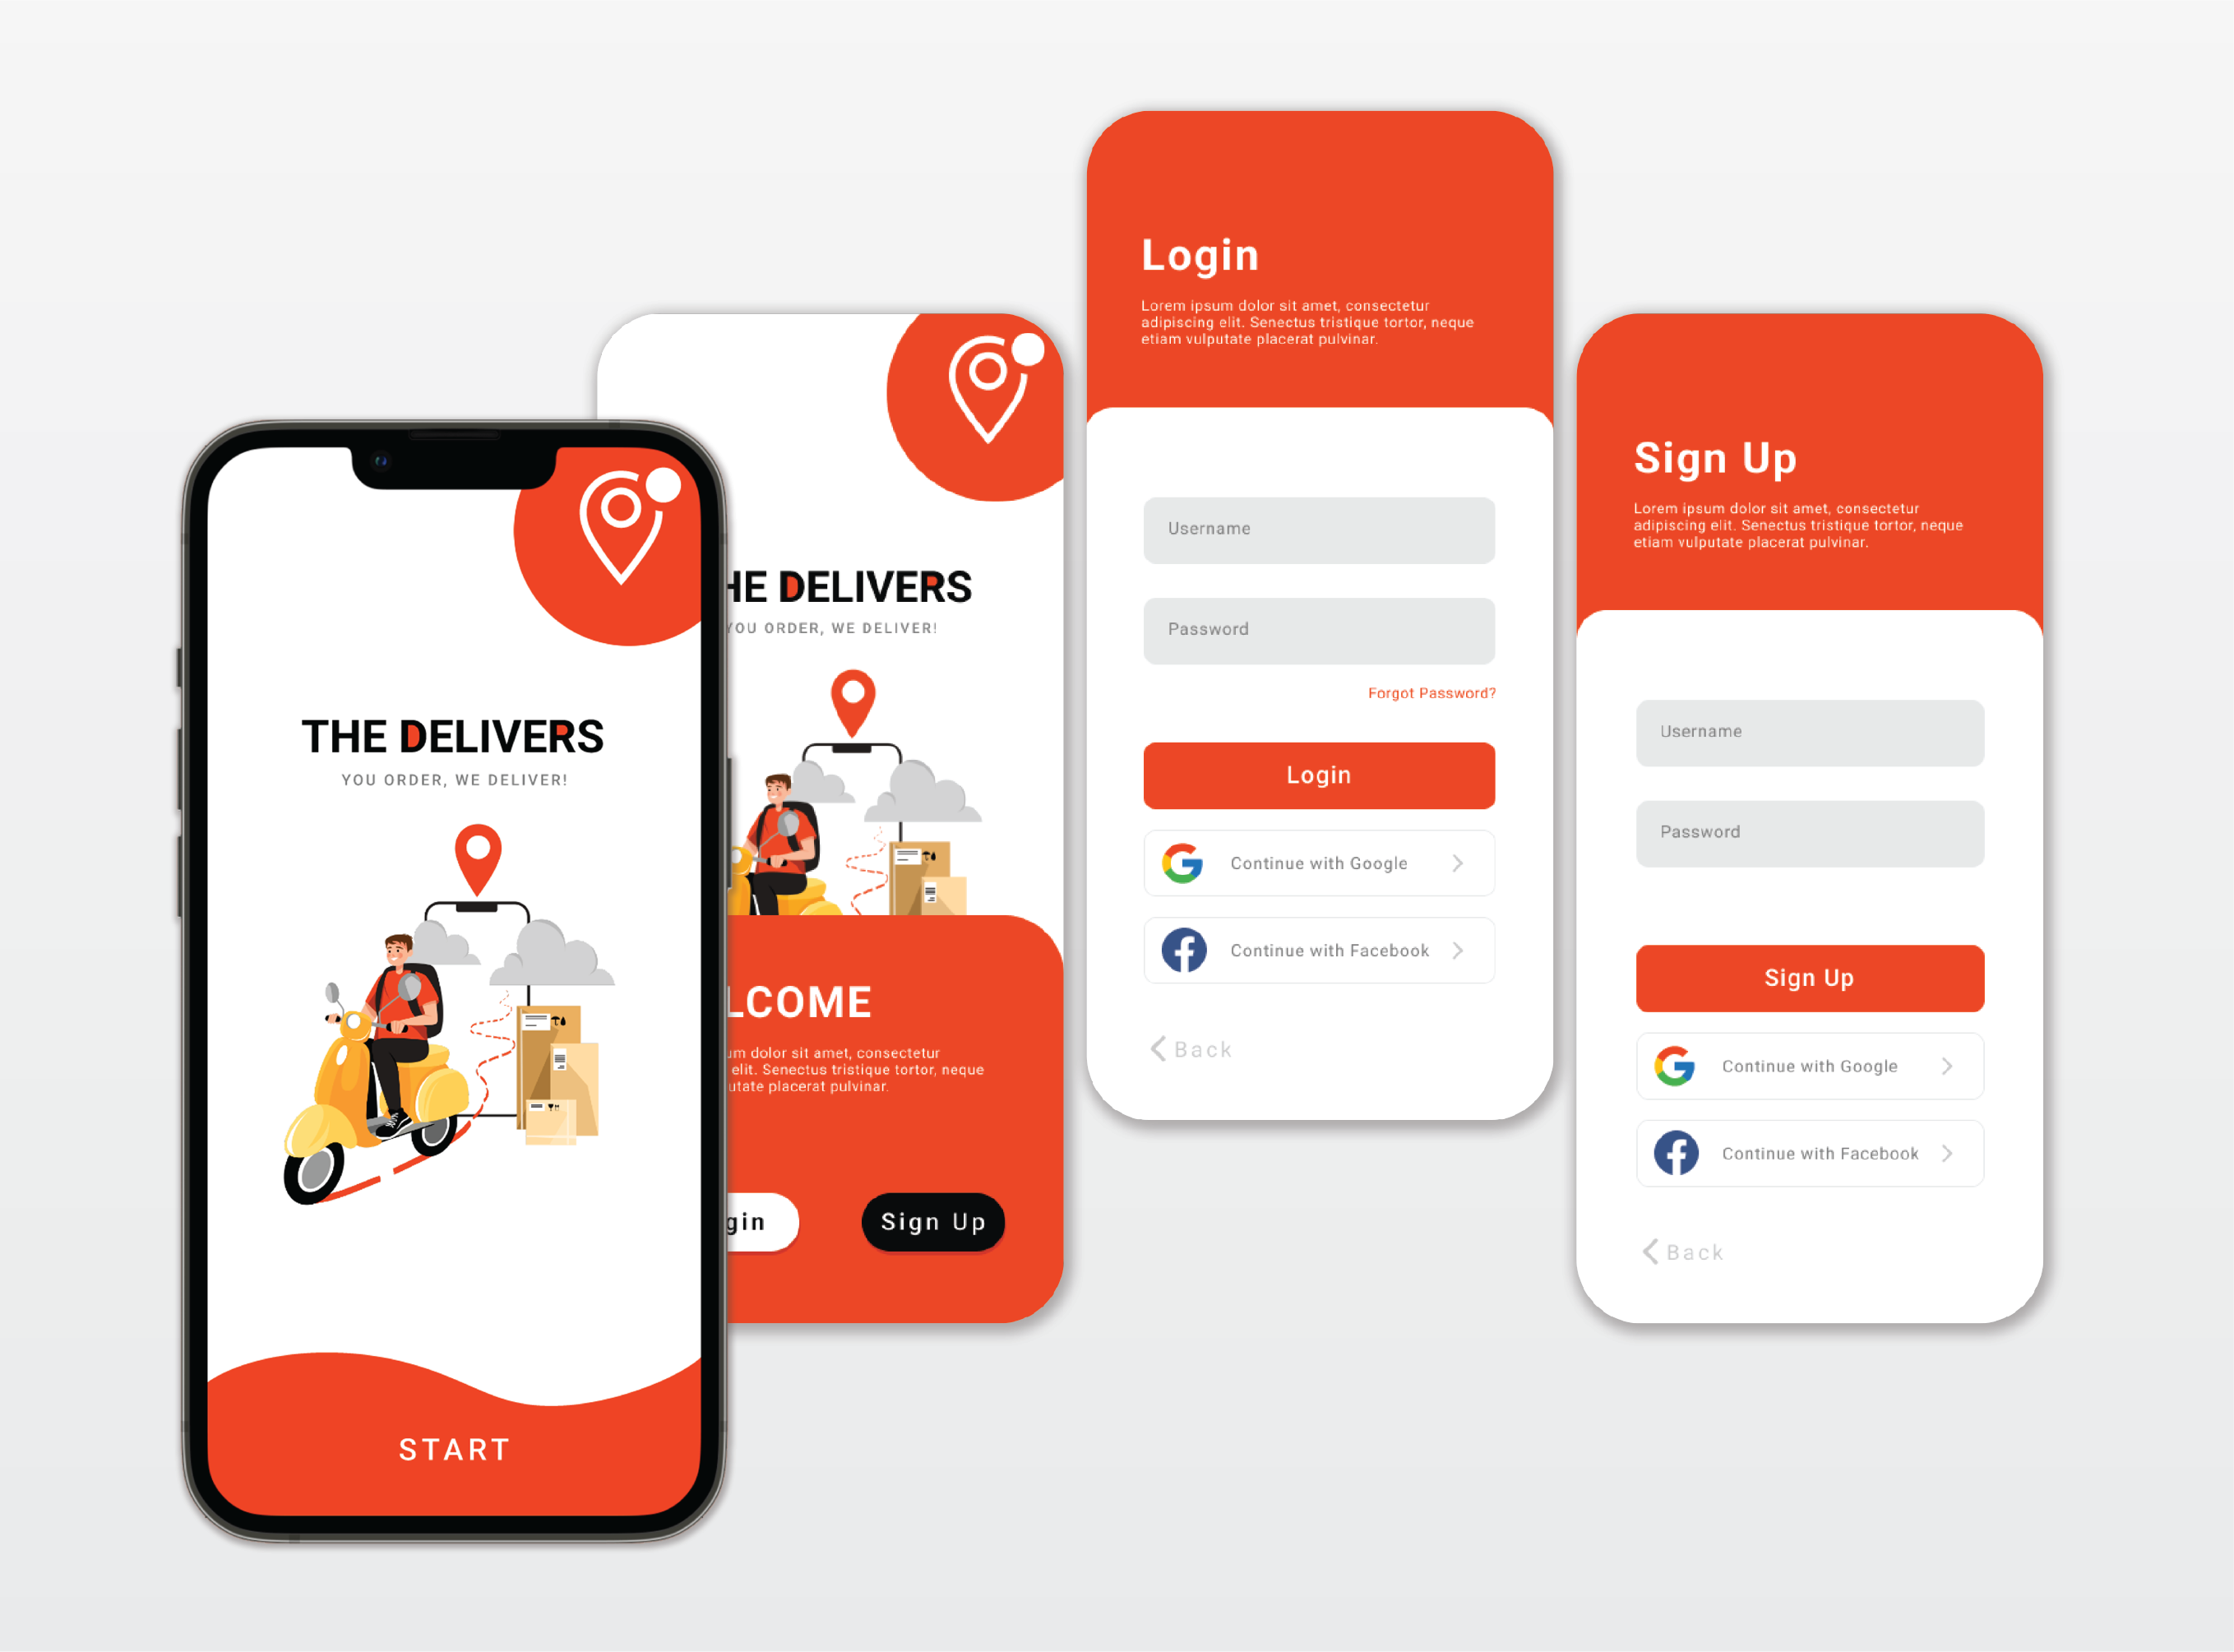 THE DELIVERS
YOU ORDER, WE DELIVER!
START
HE DELIVERS
YOU ORDER, WE DELIVER!
LCOME
um dolor sit amet, consectetur
elit. Senectus tristique tortor, neque
utate placerat pulvinar.
gin
Sign Up
Login
Lorem ipsum dolor sit amet, consectetur
adipiscing elit. Senectus tristique tortor, neque
etiam vulputate placerat pulvinar.
Username
Password
Forgot Password?
Login
Continue with Google
Continue with Facebook
Back
Sign Up
Lorem ipsum dolor sit amet, consectetur
adipiscing elit. Senectus tristique tortor, neque
etiam vulputate placerat pulvinar.
Username
Password
Sign Up
Continue with Google
Continue with Facebook
Back